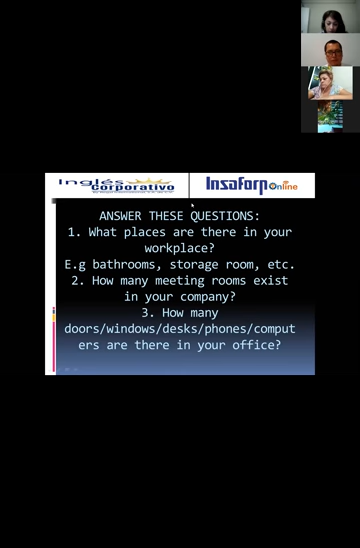 Inglés
Corporativo
Insaforp Online
ANSWER THESE QUESTIONS:
1. What places are there in your
workplace?
E.g bathrooms, storage room, etc.
2. How many meeting rooms exist
in your company?
3. How many
doors/windows/desks/phones/comput
ers are there in your office?